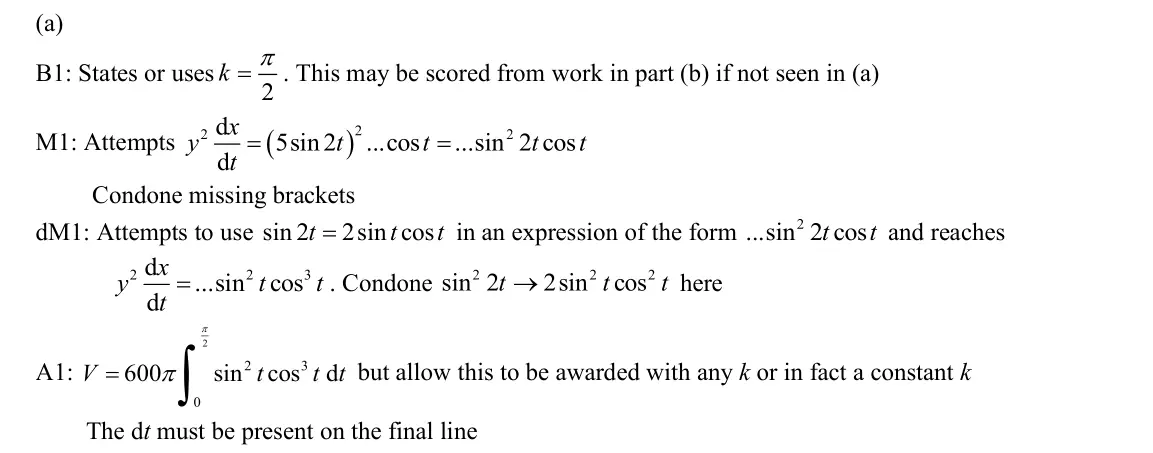 (a)
B1: States or uses k = π/2 . This may be scored from work in part (b) if not seen in (a)
M1: Attempts y² dx/dt = (5sin 2t)² ...cos t = ...sin² 2t cos t
Condone missing brackets
dM1: Attempts to use sin 2t = 2 sin t cos t in an expression of the form ...sin² 2t cos t and reaches
y² dx/dt = ...sin² t cos³ t . Condone sin² 2t → 2 sin² t cos² t here
A1: V = 600π ∫₀^(π/2) sin² t cos³ t dt but allow this to be awarded with any k or in fact a constant k
The dt must be present on the final line